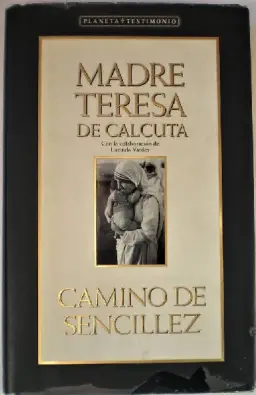 PLANETA†TESTIMONIO
MADRE
TERESA
DE CALCUTA
Con la colaboración de
Lucinda Vardey
CAMINO DE
SENCILLEZ